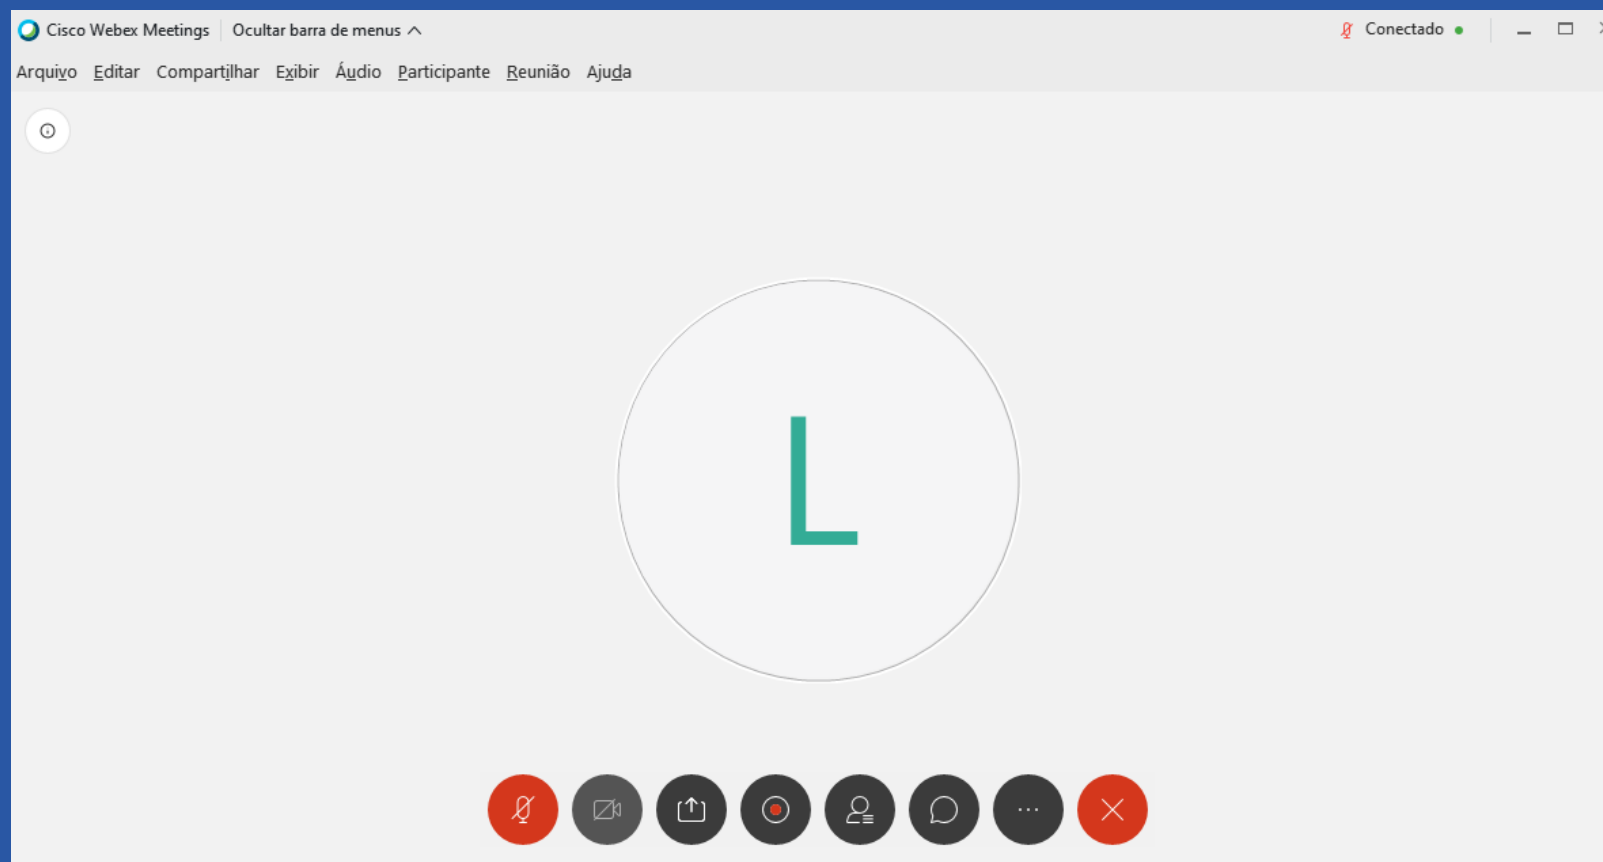 Cisco Webex Meetings Ocultar barra de menus Conectado
Arquivo Editar Compartilhar Exibir Áudio Participante Reunião Ajuda
L